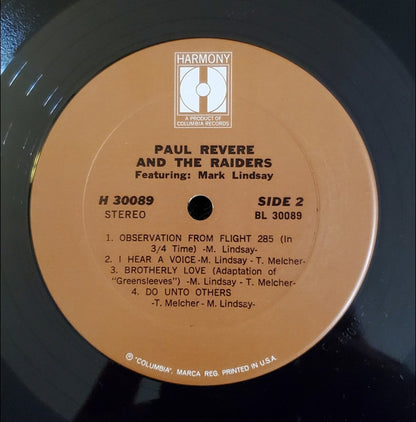 HARMONY
A PRODUCT OF
COLUMBIA RECORDS
PAUL REVERE
AND THE RAIDERS
Featuring: Mark Lindsay
H 30089 SIDE 2
STEREO BL 30089
1. OBSERVATION FROM FLIGHT 285 (In
3/4 Time) -M. Lindsay-
2. I HEAR A VOICE -M. Lindsay - T. Melcher-
3. BROTHERLY LOVE (Adaptation of
"Greensleeves") -M. Lindsay - T. Melcher-
4. DO UNTO OTHERS
-T. Melcher - M. Lindsay-
℗ "COLUMBIA", MARCA REG. PRINTED IN U.S.A.